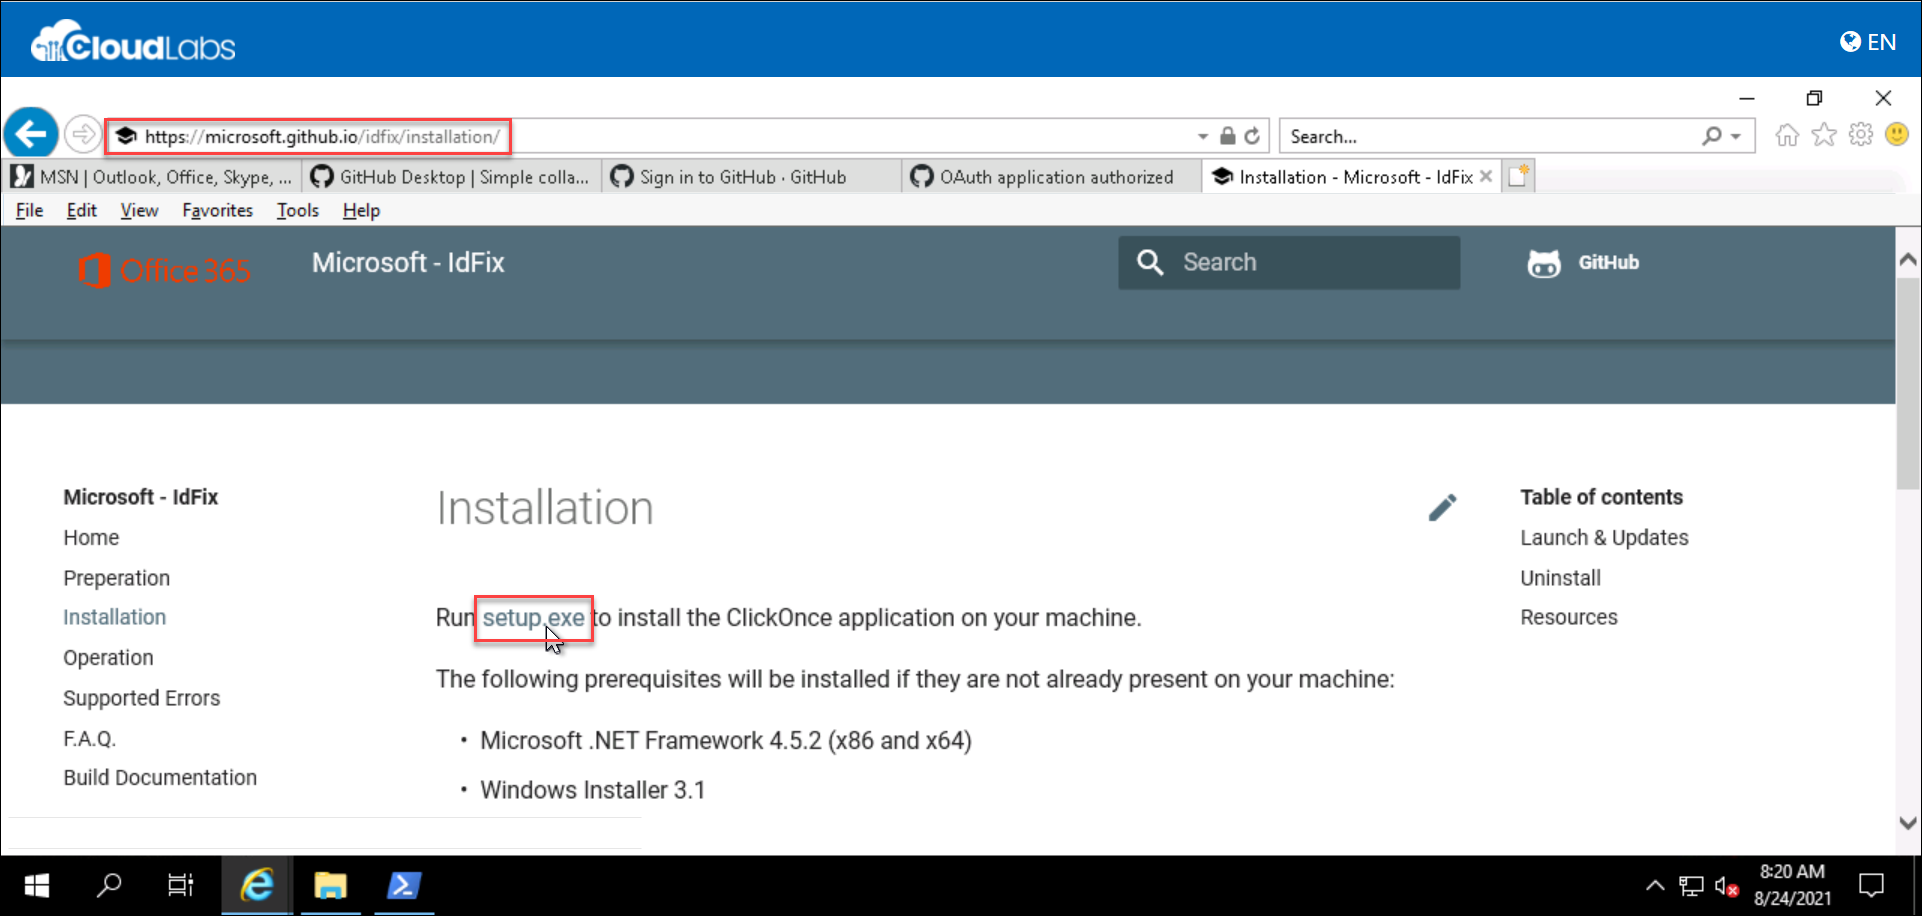 CloudLabs
EN
https://microsoft.github.io/idfix/installation/
Search...
MSN | Outlook, Office, Skype, ...
GitHub Desktop | Simple colla...
Sign in to GitHub · GitHub
OAuth application authorized
Installation - Microsoft - IdFix
File Edit View Favorites Tools Help
Office 365
Microsoft - IdFix
Search
GitHub
Microsoft - IdFix
Home
Preperation
Installation
Operation
Supported Errors
F.A.Q.
Build Documentation
Installation
Run setup.exe to install the ClickOnce application on your machine.
The following prerequisites will be installed if they are not already present on your machine:
• Microsoft .NET Framework 4.5.2 (x86 and x64)
• Windows Installer 3.1
Table of contents
Launch & Updates
Uninstall
Resources
8:20 AM
8/24/2021